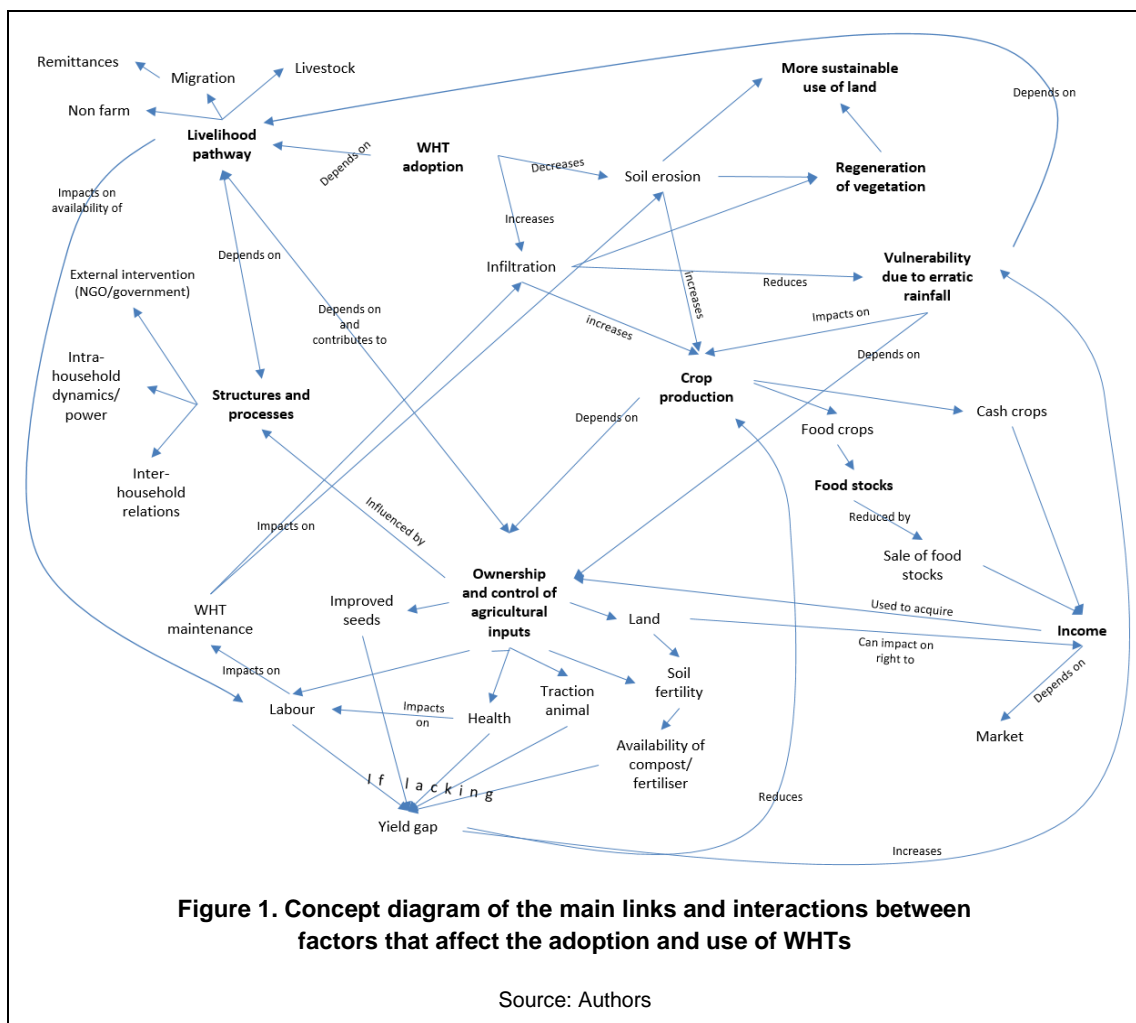 Remittances
Migration
Livestock
Non farm
Livelihood
pathway
WHT
adoption
Depends on
Decreases
Soil erosion
More sustainable
use of land
Depends on
Regeneration
of vegetation
Impacts on
availability of
Increases
Depends on
Infiltration
Reduces
Vulnerability
due to erratic
rainfall
External intervention
(NGO/government)
Depends on
and
contributes to
increases
Increases
Impacts on
Depends on
Intra-
household
dynamics/
power
Structures and
processes
Crop
production
Depends on
Cash crops
Food crops
Inter-
household
relations
Food stocks
Influenced by
Impacts on
Reduced by
Sale of food
stocks
Ownership
and control of
agricultural
inputs
WHT
maintenance
Improved
seeds
Land
Used to acquire
Income
Can impact on
right to
Impacts on
Soil
fertility
Depends on
Labour
Impacts
on
Health
Traction
animal
Market
Availability of
compost/
fertiliser
If lacking
Reduces
Yield gap
Increases
Figure 1. Concept diagram of the main links and interactions between
factors that affect the adoption and use of WHTs
Source: Authors